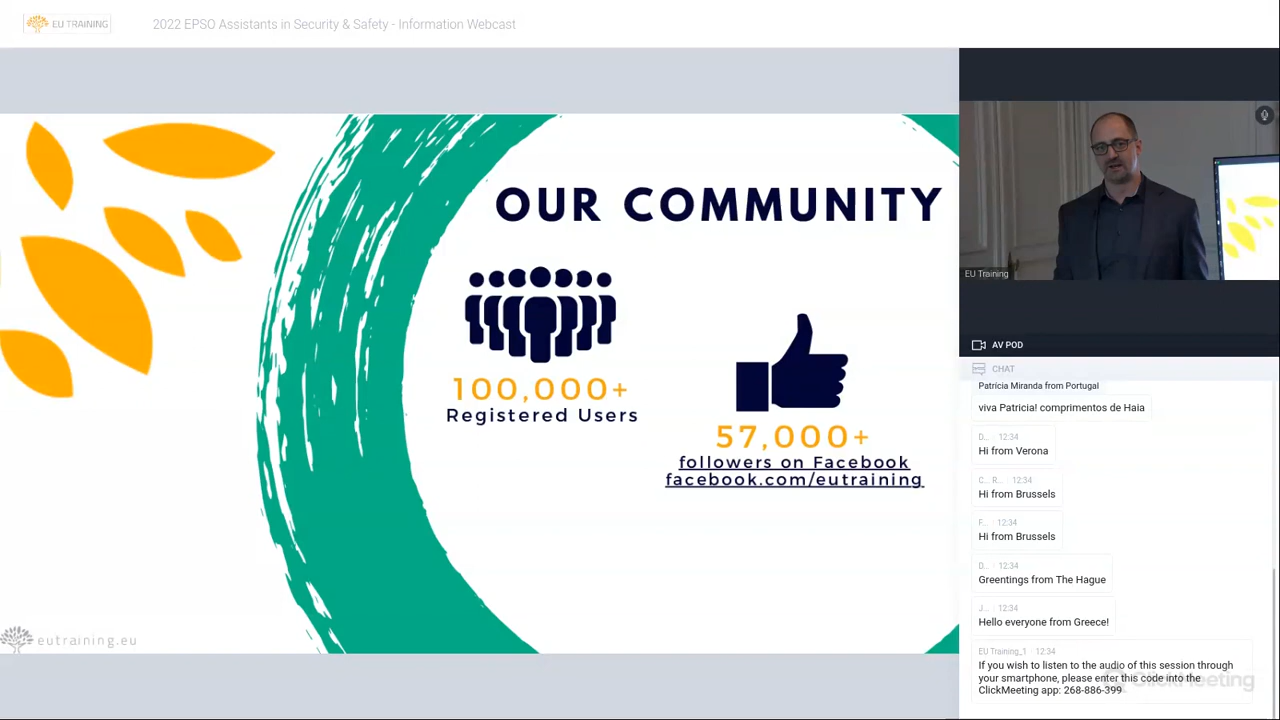 EU TRAINING
2022 EPSO Assistants in Security & Safety - Information Webcast
OUR COMMUNITY
100,000+
Registered Users
57,000+
followers on Facebook
facebook.com/eutraining
eutraining.eu
EU Training
AV POD
CHAT
Patrícia Miranda from Portugal
viva Patricia! comprimentos de Haia
D... · 12:34
Hi from Verona
C... R... · 12:34
Hi from Brussels
F... · 12:34
Hi from Brussels
D... · 12:34
Greentings from The Hague
J... · 12:34
Hello everyone from Greece!
EU Training_1 · 12:34
If you wish to listen to the audio of this session through
your smartphone, please enter this code into the
ClickMeeting app: 268-886-399
ClickMeeting